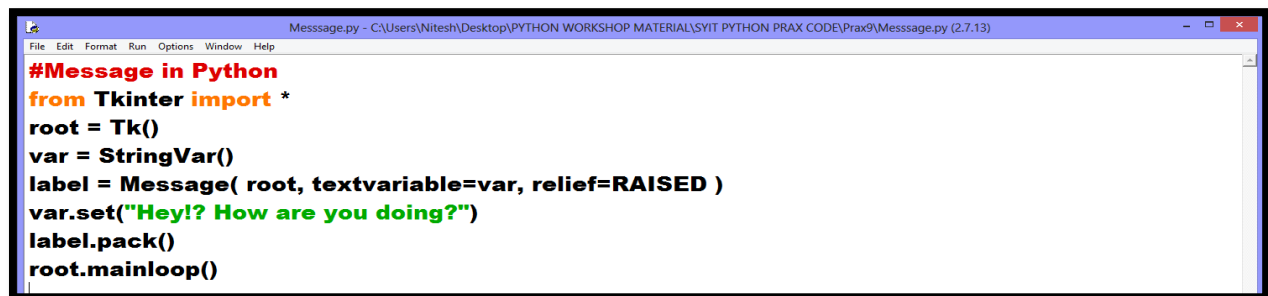 Messsage.py - C:\Users\Nitesh\Desktop\PYTHON WORKSHOP MATERIAL\SYIT PYTHON PRAX CODE\Prax9\Messsage.py (2.7.13)
File Edit Format Run Options Window Help
#Message in Python
from Tkinter import *
root = Tk()
var = StringVar()
label = Message( root, textvariable=var, relief=RAISED )
var.set("Hey!? How are you doing?")
label.pack()
root.mainloop()